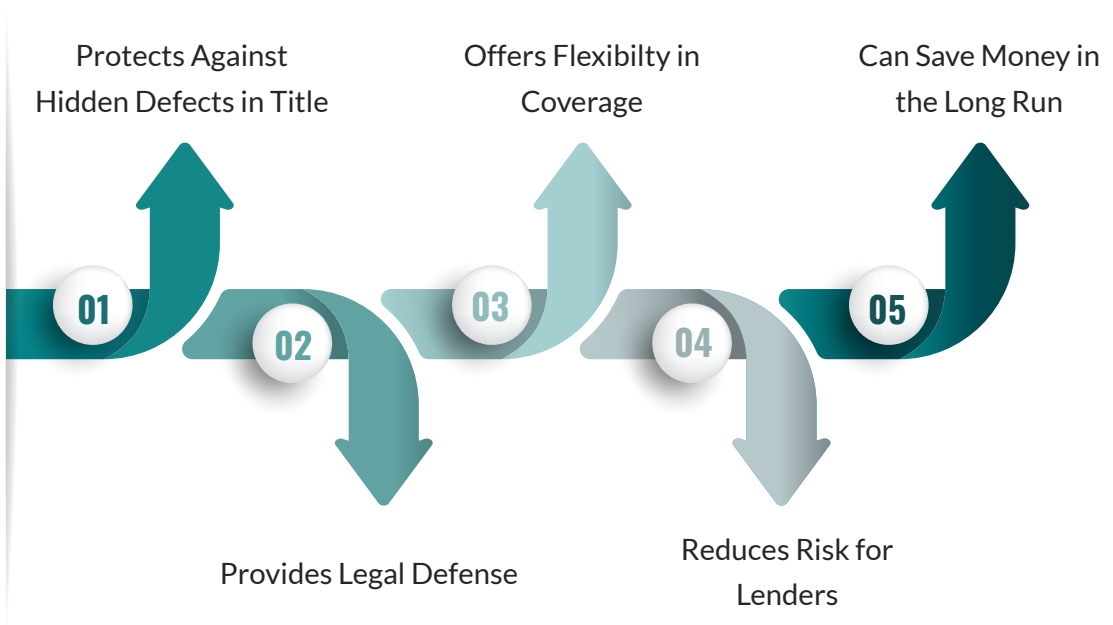 Protects Against
Hidden Defects in Title
Offers Flexibilty in
Coverage
Can Save Money in
the Long Run
01
02
03
04
05
Provides Legal Defense
Reduces Risk for
Lenders